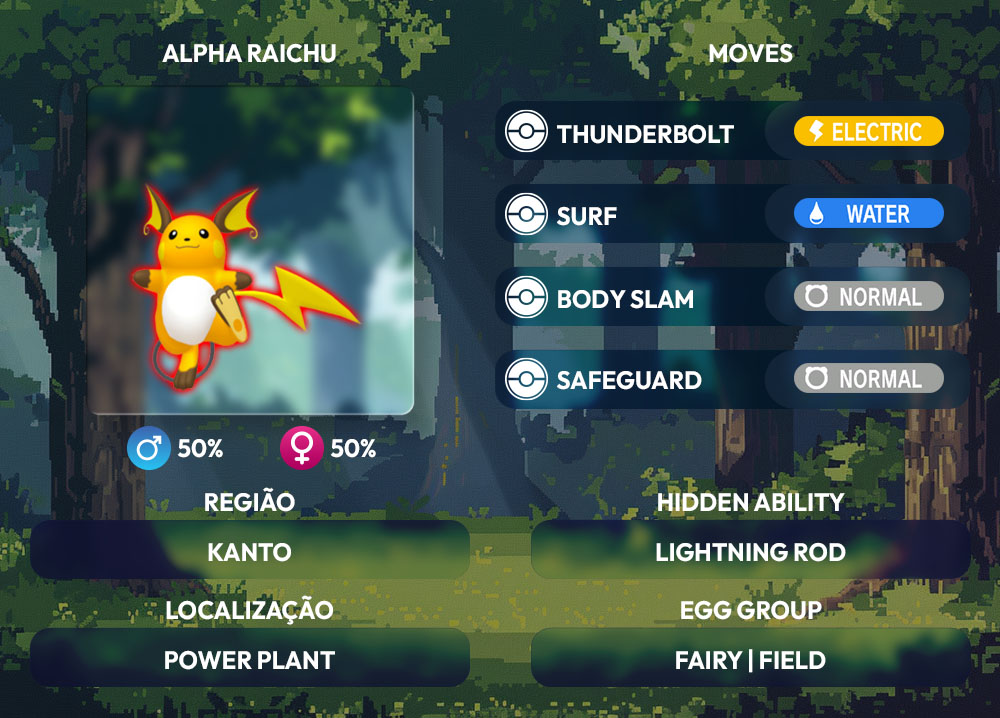 ALPHA RAICHU
50%
50%
REGIÃO
KANTO
LOCALIZAÇÃO
POWER PLANT
MOVES
THUNDERBOLT ELECTRIC
SURF WATER
BODY SLAM NORMAL
SAFEGUARD NORMAL
HIDDEN ABILITY
LIGHTNING ROD
EGG GROUP
FAIRY | FIELD